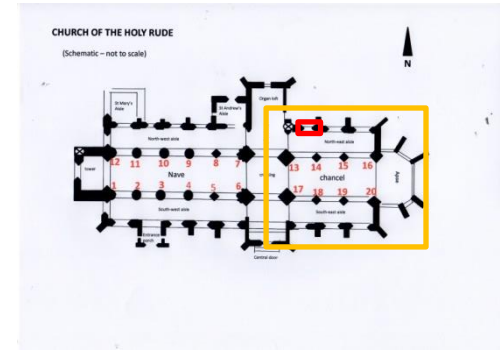 CHURCH OF THE HOLY RUDE
(Schematic – not to scale)
N
Organ loft
St Mary's
Aisle
St Andrew's
Aisle
North-west aisle
North-east aisle
12 11 10 9 8 7
13 14 15 16
tower
Nave
crossing
chancel
Apse
1 2 3 4 5 6
17 18 19 20
South-west aisle
South-east aisle
Entrance
porch
Central door